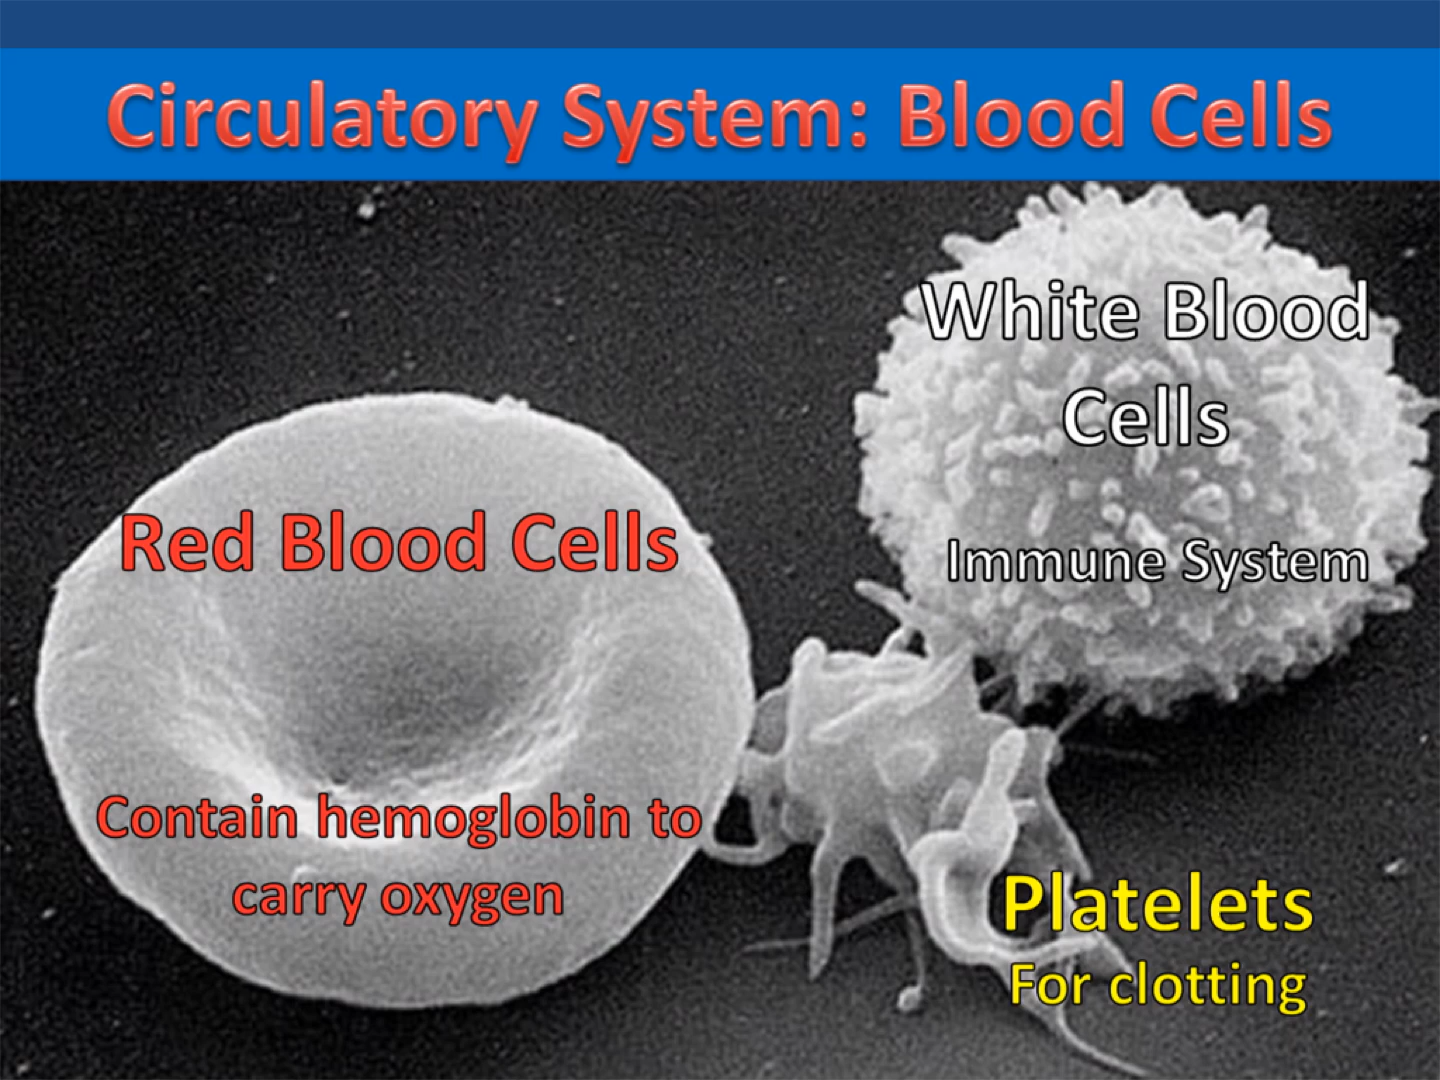 Circulatory System: Blood Cells
White Blood
Cells
Immune System
Red Blood Cells
Contain hemoglobin to
carry oxygen
Platelets
For clotting